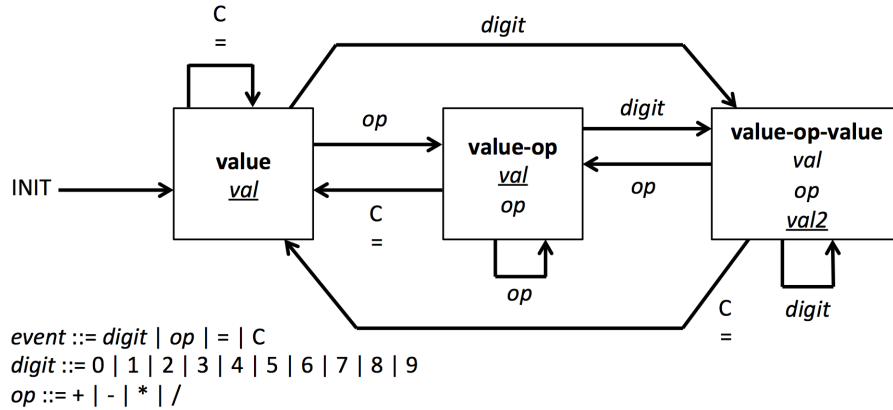 C
=
digit
op
digit
value
val
value-op
val
op
value-op-value
val
op
val2
INIT
C
=
op
op
digit
C
=
event ::= digit | op | = | C
digit ::= 0 | 1 | 2 | 3 | 4 | 5 | 6 | 7 | 8 | 9
op ::= + | - | * | /